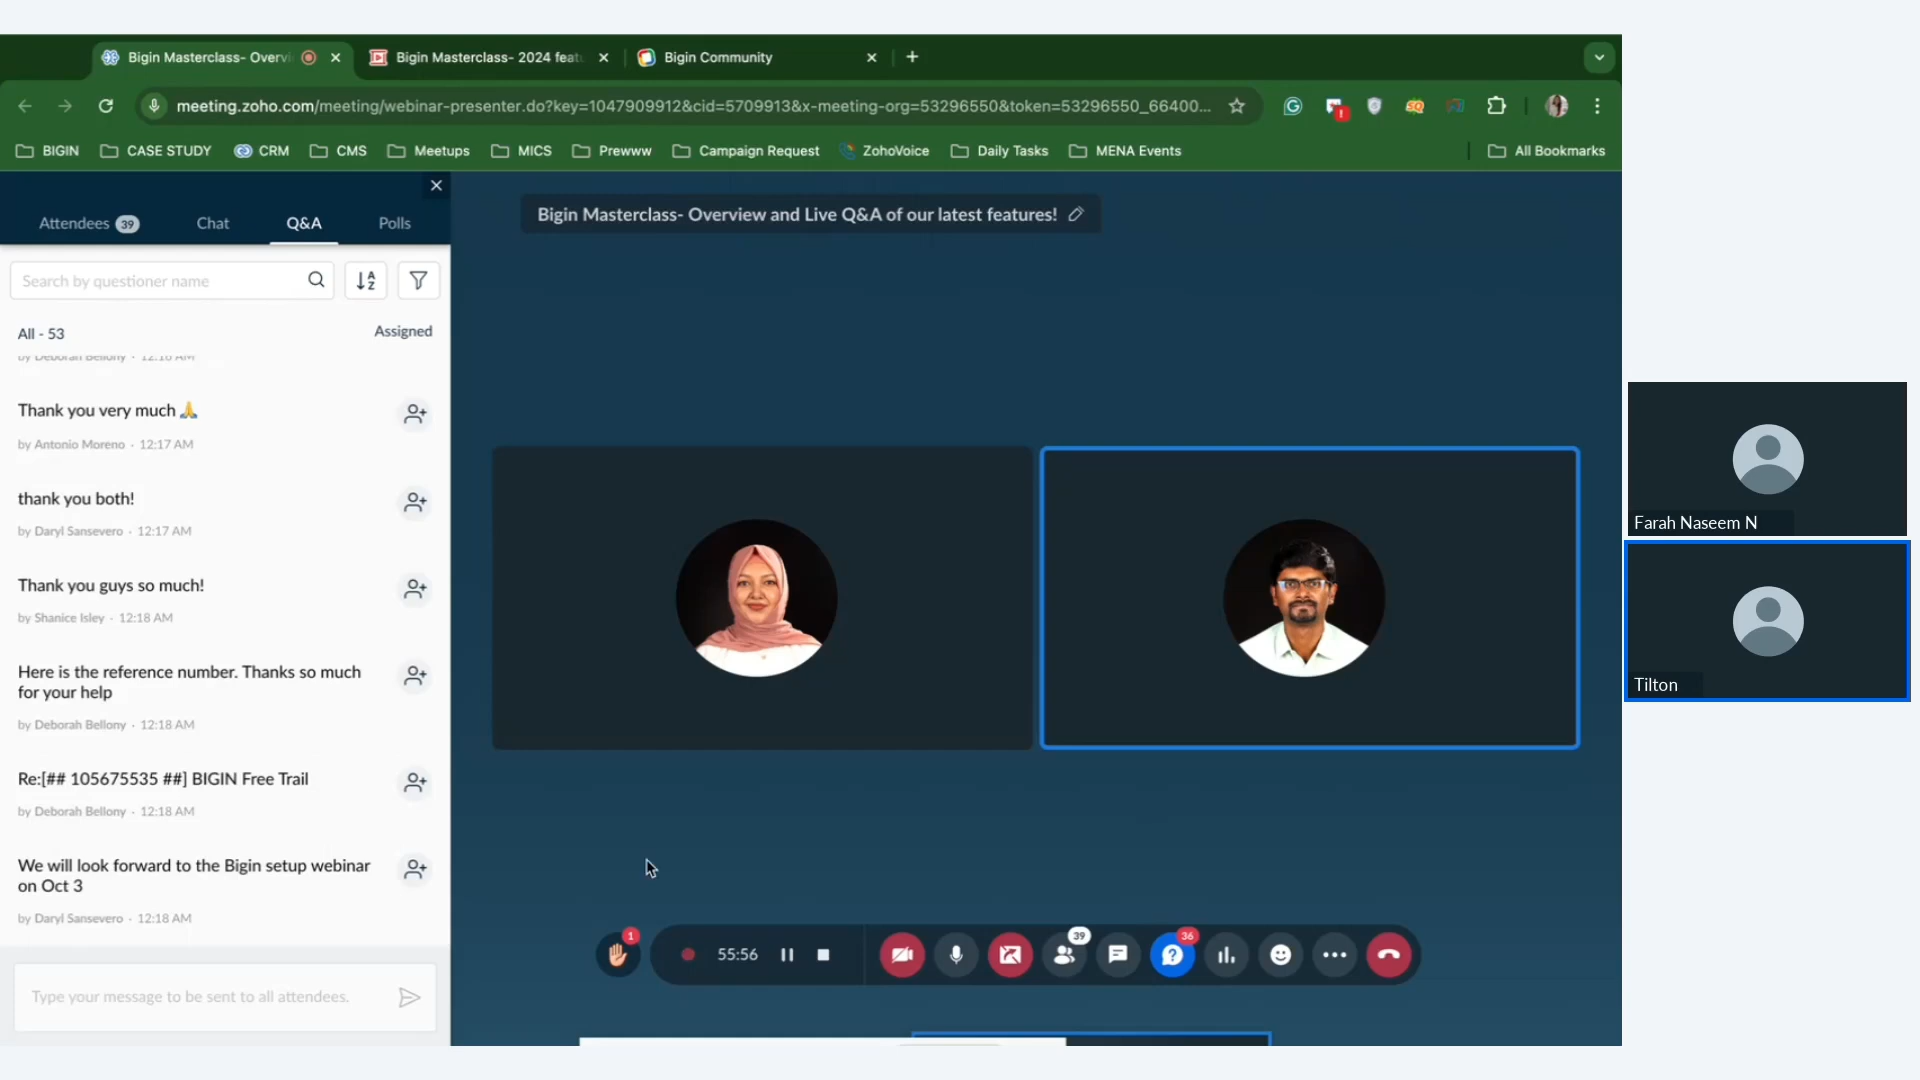 Bigin Masterclass- Overvi
Bigin Masterclass- 2024 feat
Bigin Community
meeting.zoho.com/meeting/webinar-presenter.do?key=1047909912&cid=5709913&x-meeting-org=53296550&token=53296550_66400...
BIGIN
CASE STUDY
CRM
CMS
Meetups
MICS
Prewww
Campaign Request
ZohoVoice
Daily Tasks
MENA Events
All Bookmarks
Attendees 39
Chat
Q&A
Polls
Bigin Masterclass- Overview and Live Q&A of our latest features!
Search by questioner name
All - 53
Assigned
by Deborah Bellony · 12:16 AM
Thank you very much 🙏
by Antonio Moreno · 12:17 AM
thank you both!
by Daryl Sansevero · 12:17 AM
Thank you guys so much!
by Shanice Isley · 12:18 AM
Here is the reference number. Thanks so much
for your help
by Deborah Bellony · 12:18 AM
Re:[## 105675535 ##] BIGIN Free Trail
by Deborah Bellony · 12:18 AM
We will look forward to the Bigin setup webinar
on Oct 3
by Daryl Sansevero · 12:18 AM
Type your message to be sent to all attendees.
1
55:56
39
36
Farah Naseem N
Tilton